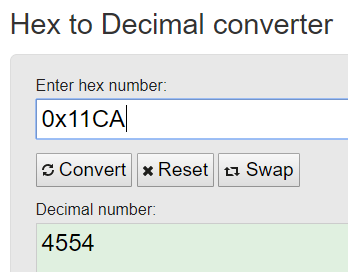 Hex to Decimal converter
Enter hex number:
0x11CA
Convert Reset Swap
Decimal number:
4554